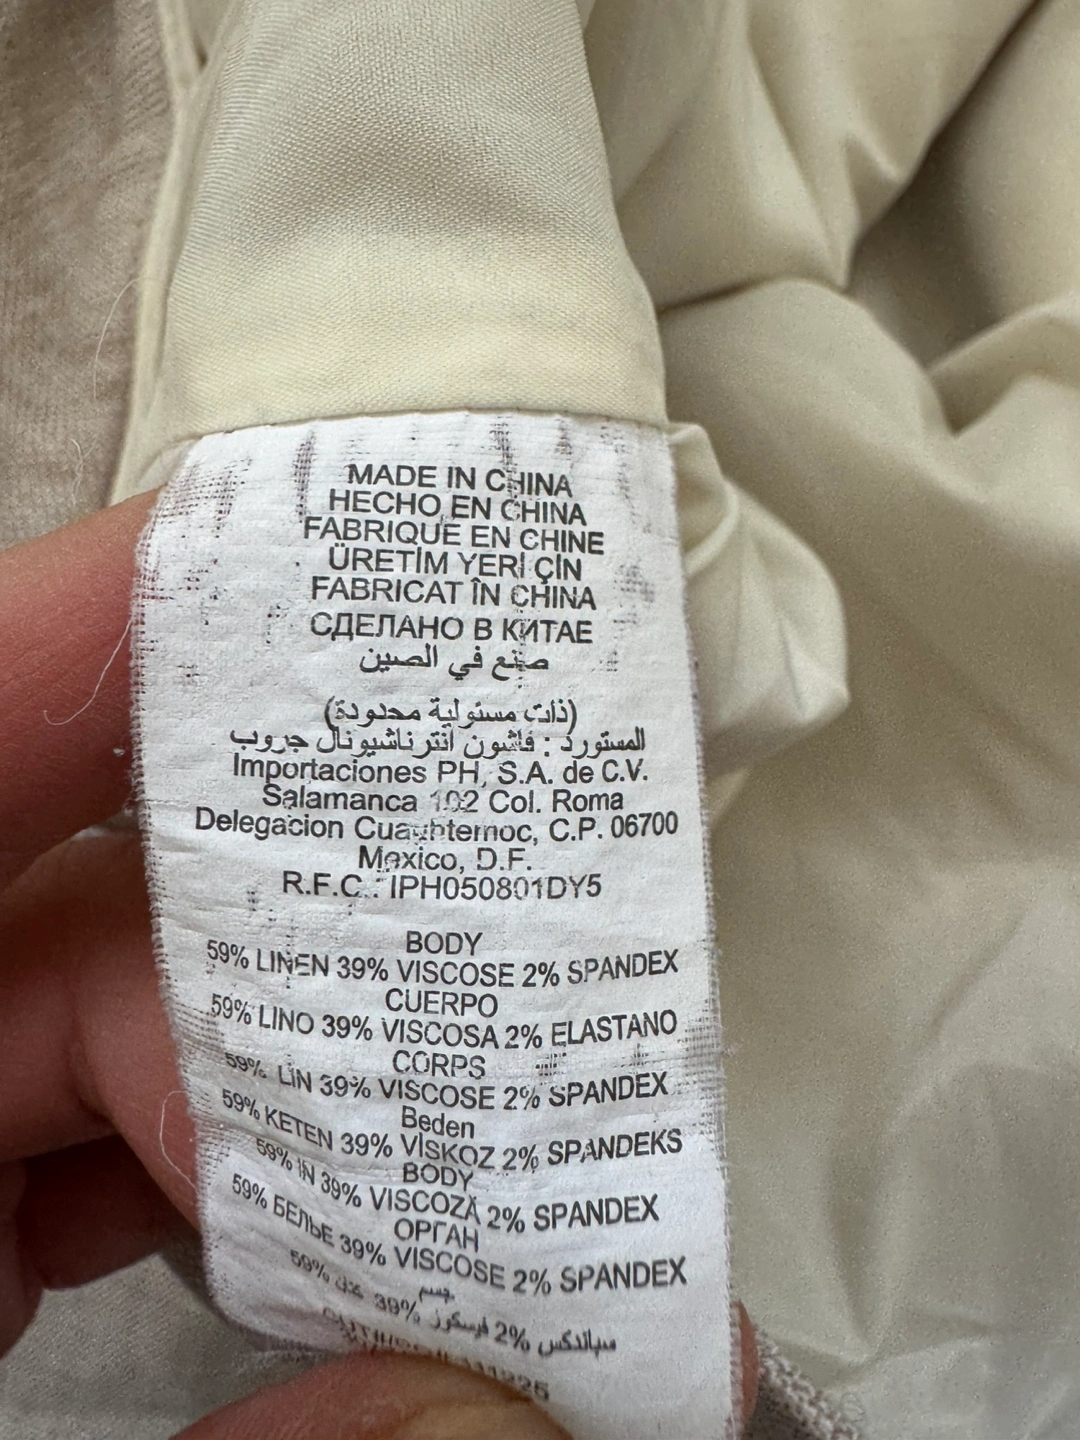 MADE IN CHINA
HECHO EN CHINA
FABRIQUE EN CHINE
ÜRETİM YERİ ÇİN
FABRICAT ÎN CHINA
СДЕЛАНО В КИТАЕ
صنع في الصين
(ذات مسئولية محدودة)
المستورد : فاشون انترناشيونال جروب
Importaciones PH, S.A. de C.V.
Salamanca 102 Col. Roma
Delegacion Cuauhtemoc, C.P. 06700
Mexico, D.F.
R.F.C.: IPH050801DY5
BODY
59% LINEN 39% VISCOSE 2% SPANDEX
CUERPO
59% LINO 39% VISCOSA 2% ELASTANO
CORPS
59% LIN 39% VISCOSE 2% SPANDEX
Beden
59% KETEN 39% VİSKOZ 2% SPANDEKS
BODY
59% IN 39% VISCOZA 2% SPANDEX
ОРГАН
59% БЕЛЬЕ 39% VISCOSE 2% SPANDEX
جسم
59% 39% فيسكوز 2% سباندكس